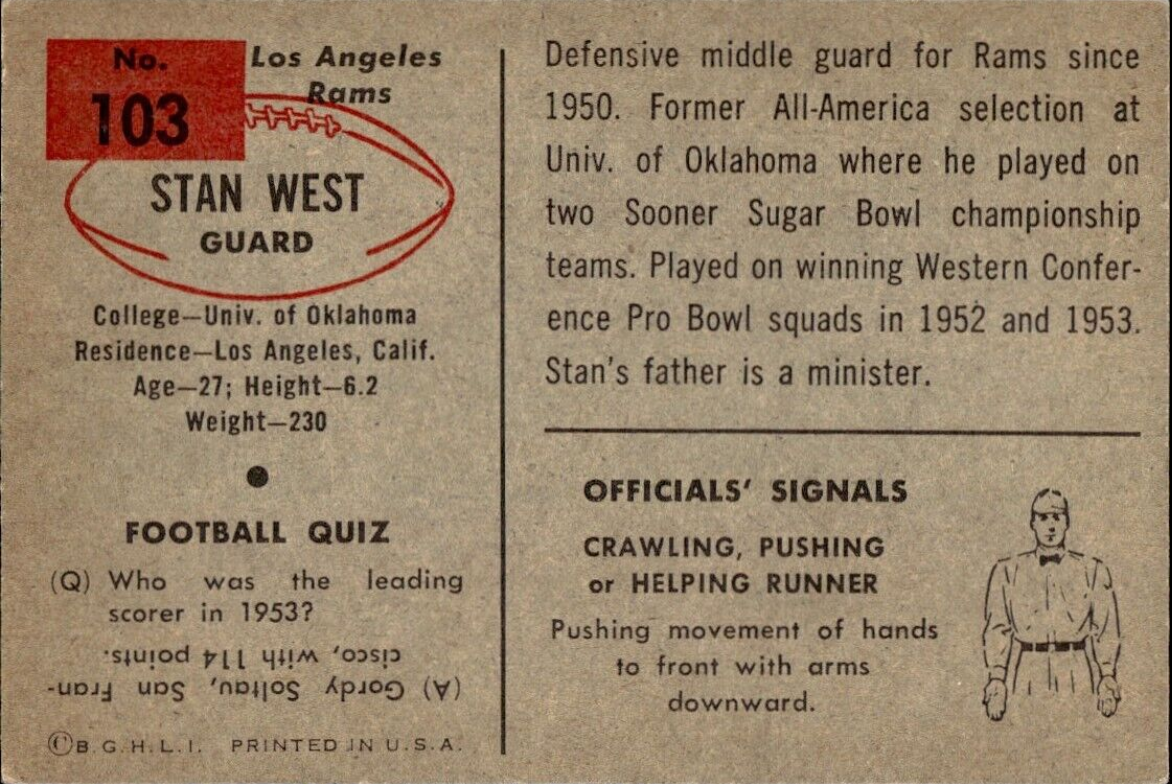 No.
103
Los Angeles
Rams
STAN WEST
GUARD
College—Univ. of Oklahoma
Residence—Los Angeles, Calif.
Age—27; Height—6.2
Weight—230
FOOTBALL QUIZ
(Q) Who was the leading
scorer in 1953?
(A) Gordy Soltau, San Fran-
cisco, with 114 points.
©B.G.H.L.I. PRINTED IN U.S.A.
Defensive middle guard for Rams since
1950. Former All-America selection at
Univ. of Oklahoma where he played on
two Sooner Sugar Bowl championship
teams. Played on winning Western Confer-
ence Pro Bowl squads in 1952 and 1953.
Stan's father is a minister.
OFFICIALS' SIGNALS
CRAWLING, PUSHING
or HELPING RUNNER
Pushing movement of hands
to front with arms
downward.